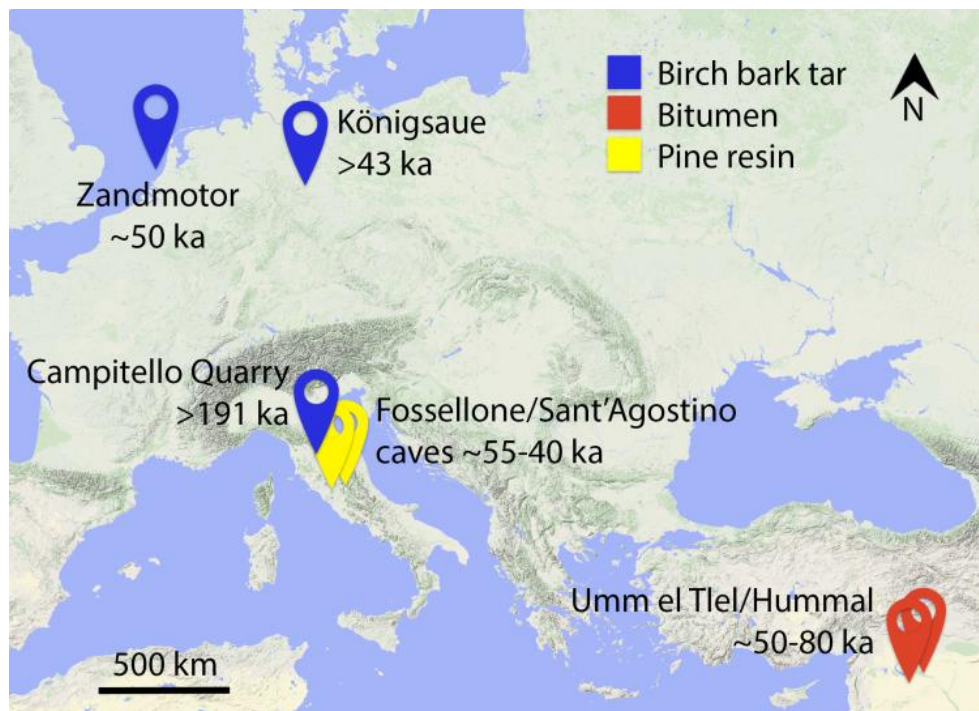 Birch bark tar
Bitumen
Pine resin
N
Königsaue
>43 ka
Zandmotor
~50 ka
Campitello Quarry
>191 ka
Fossellone/Sant'Agostino
caves ~55-40 ka
Umm el Tlel/Hummal
~50-80 ka
500 km